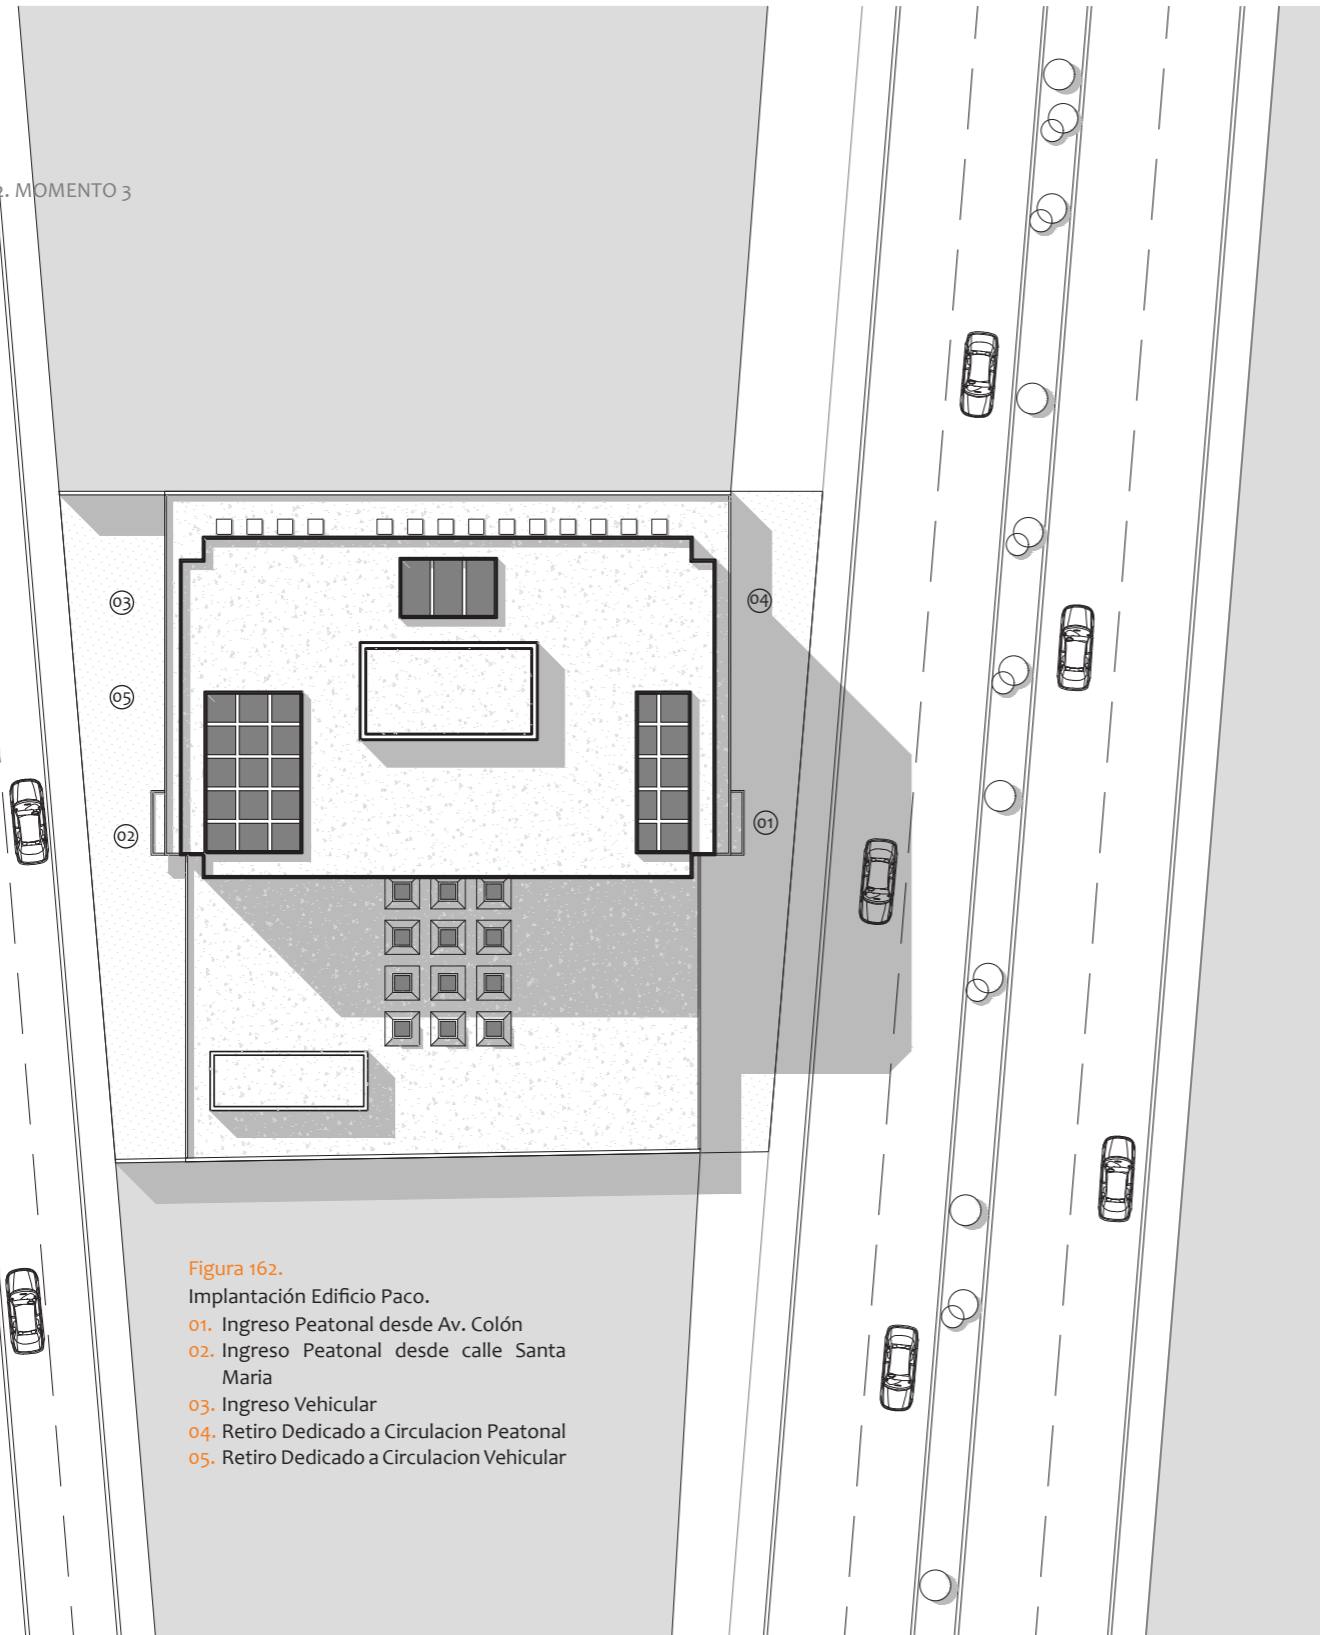 2. MOMENTO 3
03
04
05
02
01
Figura 162.
Implantación Edificio Paco.
01. Ingreso Peatonal desde Av. Colón
02. Ingreso Peatonal desde calle Santa
Maria
03. Ingreso Vehicular
04. Retiro Dedicado a Circulacion Peatonal
05. Retiro Dedicado a Circulacion Vehicular